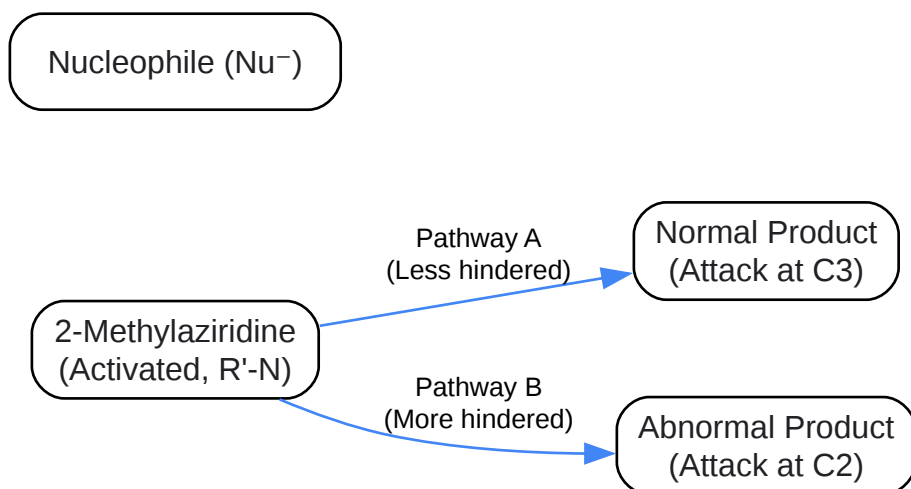 Nucleophile (Nu⁻)
Pathway A
(Less hindered)
Normal Product
(Attack at C3)
2-Methylaziridine
(Activated, R'-N)
Pathway B
(More hindered)
Abnormal Product
(Attack at C2)